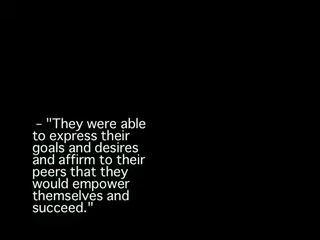 – "They were able
to express their
goals and desires
and affirm to their
peers that they
would empower
themselves and
succeed."